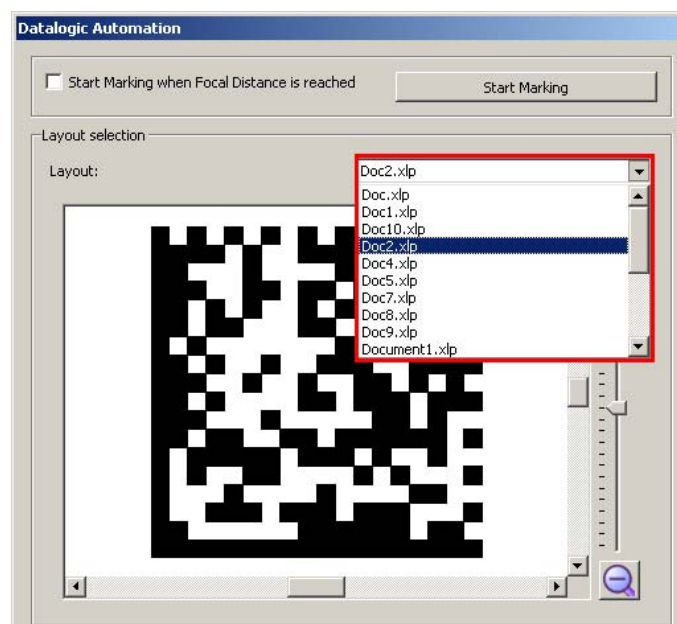 Datalogic Automation
Start Marking when Focal Distance is reached
Start Marking
Layout selection
Layout:
Doc2.xlp
Doc.xlp
Doc1.xlp
Doc10.xlp
Doc2.xlp
Doc4.xlp
Doc5.xlp
Doc7.xlp
Doc8.xlp
Doc9.xlp
Document1.xlp